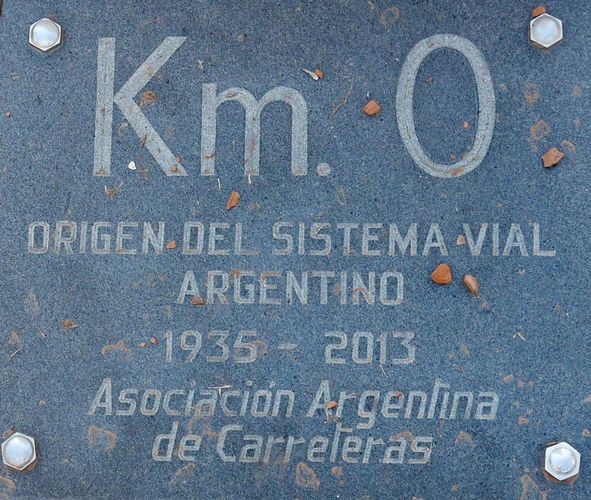 Km. 0
ORIGEN DEL SISTEMA VIAL
ARGENTINO
1935 - 2013
Asociación Argentina
de Carreteras